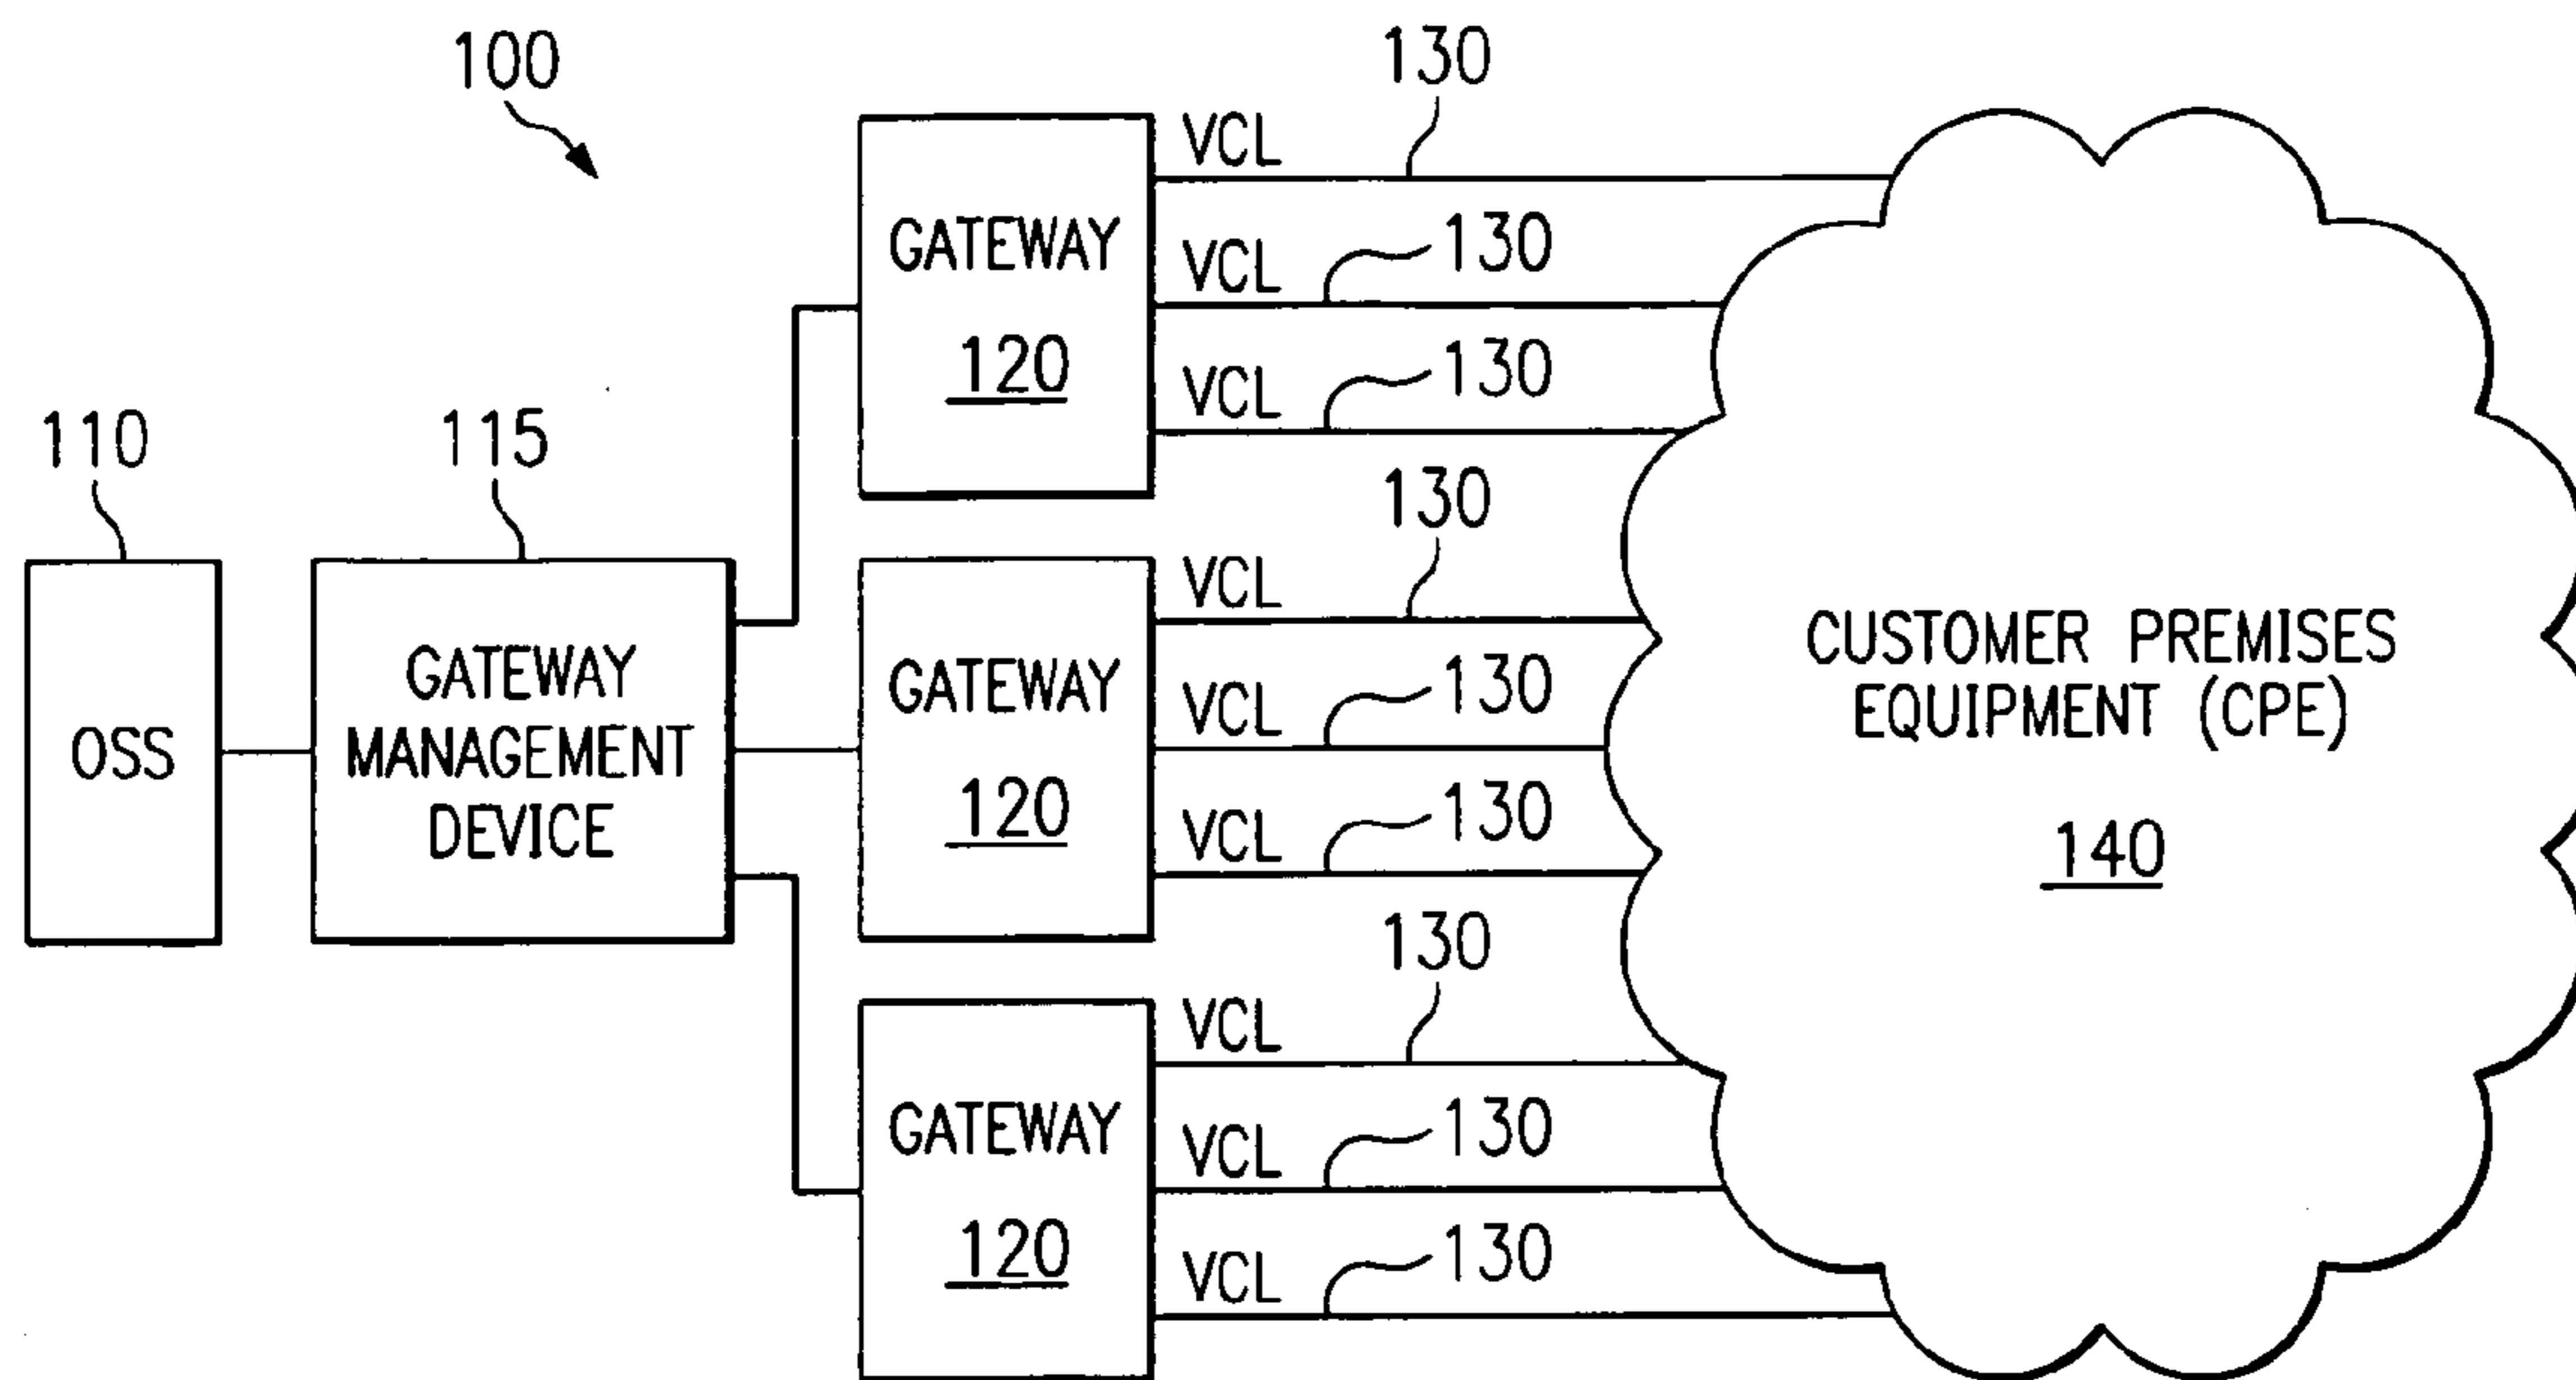 100
130
VCL
GATEWAY
120
VCL
130
VCL
130
110
115
OSS
GATEWAY
MANAGEMENT
DEVICE
130
VCL
GATEWAY
120
VCL
130
VCL
130
CUSTOMER PREMISES
EQUIPMENT (CPE)
140
130
VCL
GATEWAY
120
VCL
130
VCL
130